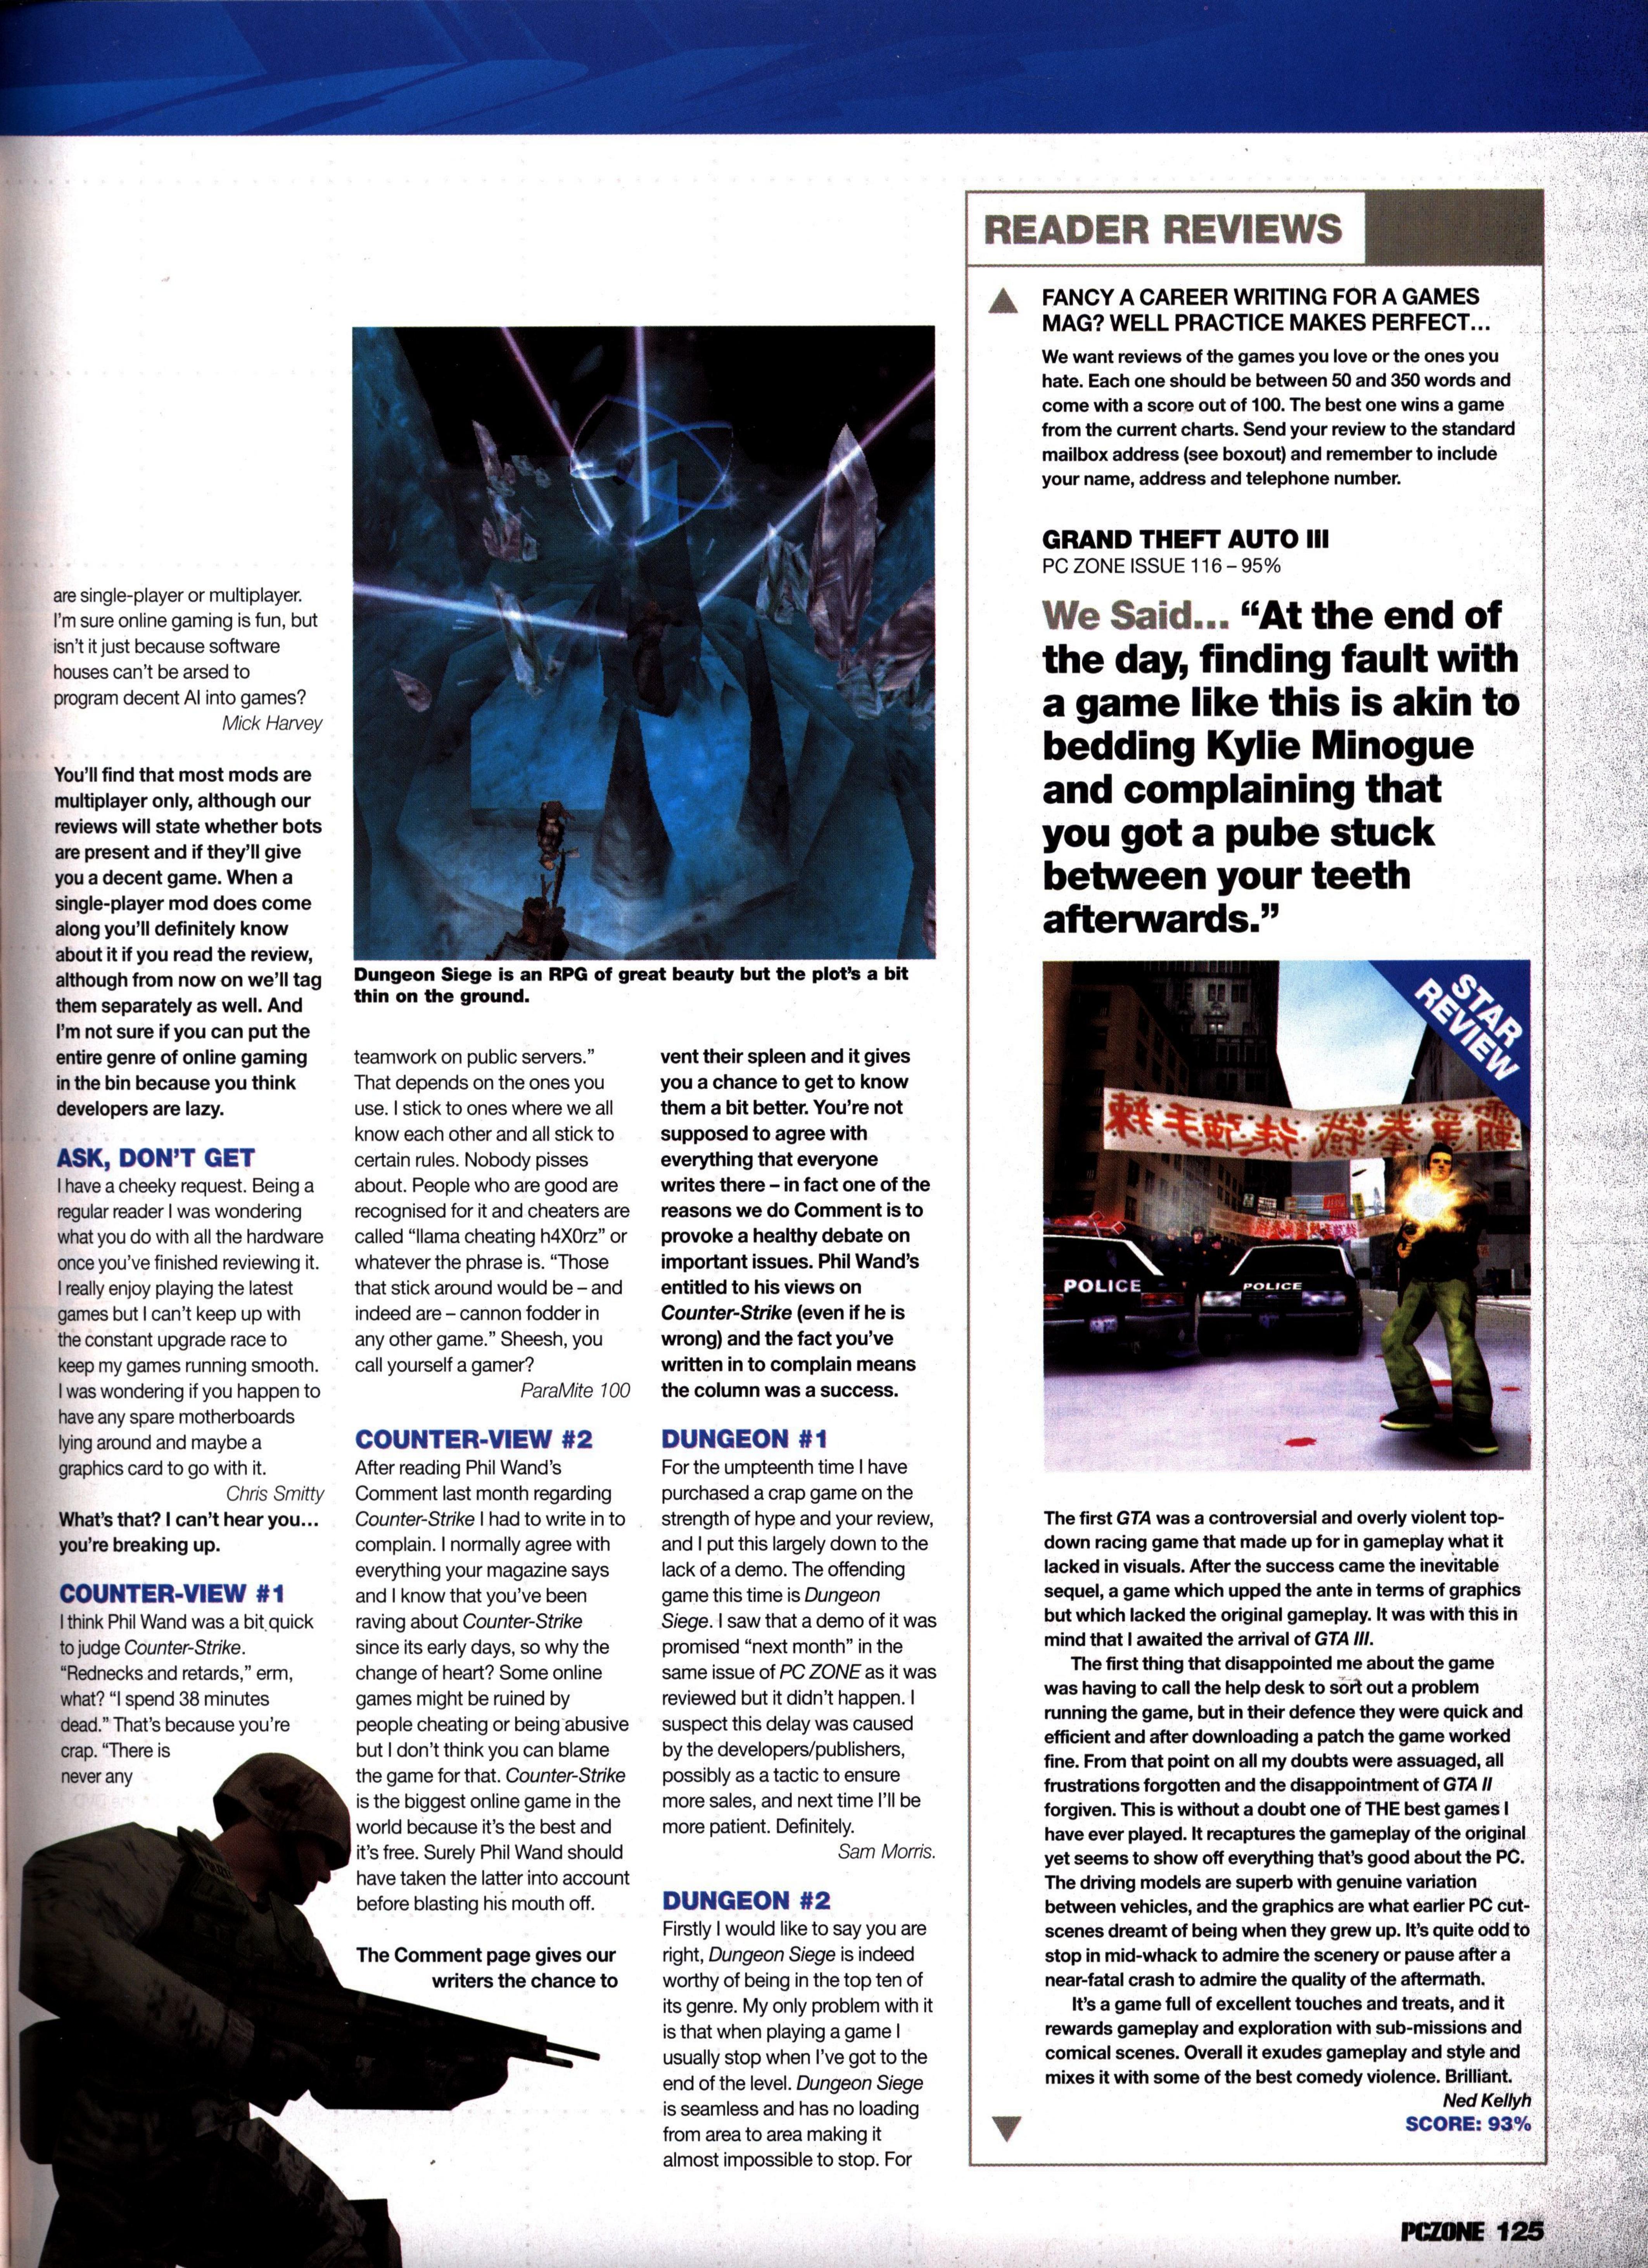 are single-player or multiplayer.
I'm sure online gaming is fun, but
isn't it just because software
houses can't be arsed to
program decent AI into games?
Mick Harvey
You'll find that most mods are
multiplayer only, although our
reviews will state whether bots
are present and if they'll give
you a decent game. When a
single-player mod does come
along you'll definitely know
about it if you read the review,
although from now on we'll tag
them separately as well. And
I'm not sure if you can put the
entire genre of online gaming
in the bin because you think
developers are lazy.
ASK, DON'T GET
I have a cheeky request. Being a
regular reader I was wondering
what you do with all the hardware
once you've finished reviewing it.
I really enjoy playing the latest
games but I can't keep up with
the constant upgrade race to
keep my games running smooth.
I was wondering if you happen to
have any spare motherboards
lying around and maybe a
graphics card to go with it.
Chris Smitty
What's that? I can't hear you...
you're breaking up.
COUNTER-VIEW #1
I think Phil Wand was a bit quick
to judge Counter-Strike.
"Rednecks and retards," erm,
what? "I spend 38 minutes
dead." That's because you're
crap. "There is
never any
Dungeon Siege is an RPG of great beauty but the plot's a bit
thin on the ground.
teamwork on public servers."
That depends on the ones you
use. I stick to ones where we all
know each other and all stick to
certain rules. Nobody pisses
about. People who are good are
recognised for it and cheaters are
called "llama cheating h4X0rz" or
whatever the phrase is. "Those
that stick around would be – and
indeed are – cannon fodder in
any other game." Sheesh, you
call yourself a gamer?
ParaMite 100
COUNTER-VIEW #2
After reading Phil Wand's
Comment last month regarding
Counter-Strike I had to write in to
complain. I normally agree with
everything your magazine says
and I know that you've been
raving about Counter-Strike
since its early days, so why the
change of heart? Some online
games might be ruined by
people cheating or being abusive
but I don't think you can blame
the game for that. Counter-Strike
is the biggest online game in the
world because it's the best and
it's free. Surely Phil Wand should
have taken the latter into account
before blasting his mouth off.
The Comment page gives our
writers the chance to
vent their spleen and it gives
you a chance to get to know
them a bit better. You're not
supposed to agree with
everything that everyone
writes there – in fact one of the
reasons we do Comment is to
provoke a healthy debate on
important issues. Phil Wand's
entitled to his views on
Counter-Strike (even if he is
wrong) and the fact you've
written in to complain means
the column was a success.
DUNGEON #1
For the umpteenth time I have
purchased a crap game on the
strength of hype and your review,
and I put this largely down to the
lack of a demo. The offending
game this time is Dungeon
Siege. I saw that a demo of it was
promised "next month" in the
same issue of PC ZONE as it was
reviewed but it didn't happen. I
suspect this delay was caused
by the developers/publishers,
possibly as a tactic to ensure
more sales, and next time I'll be
more patient. Definitely.
Sam Morris.
DUNGEON #2
Firstly I would like to say you are
right, Dungeon Siege is indeed
worthy of being in the top ten of
its genre. My only problem with it
is that when playing a game I
usually stop when I've got to the
end of the level. Dungeon Siege
is seamless and has no loading
from area to area making it
almost impossible to stop. For
READER REVIEWS
FANCY A CAREER WRITING FOR A GAMES
MAG? WELL PRACTICE MAKES PERFECT...
We want reviews of the games you love or the ones you
hate. Each one should be between 50 and 350 words and
come with a score out of 100. The best one wins a game
from the current charts. Send your review to the standard
mailbox address (see boxout) and remember to include
your name, address and telephone number.
GRAND THEFT AUTO III
PC ZONE ISSUE 116 – 95%
We Said... "At the end of
the day, finding fault with
a game like this is akin to
bedding Kylie Minogue
and complaining that
you got a pube stuck
between your teeth
afterwards."
STAR
REVIEW
POLICE
POLICE
The first GTA was a controversial and overly violent top-
down racing game that made up for in gameplay what it
lacked in visuals. After the success came the inevitable
sequel, a game which upped the ante in terms of graphics
but which lacked the original gameplay. It was with this in
mind that I awaited the arrival of GTA III.
The first thing that disappointed me about the game
was having to call the help desk to sort out a problem
running the game, but in their defence they were quick and
efficient and after downloading a patch the game worked
fine. From that point on all my doubts were assuaged, all
frustrations forgotten and the disappointment of GTA II
forgiven. This is without a doubt one of THE best games I
have ever played. It recaptures the gameplay of the original
yet seems to show off everything that's good about the PC.
The driving models are superb with genuine variation
between vehicles, and the graphics are what earlier PC cut-
scenes dreamt of being when they grew up. It's quite odd to
stop in mid-whack to admire the scenery or pause after a
near-fatal crash to admire the quality of the aftermath.
It's a game full of excellent touches and treats, and it
rewards gameplay and exploration with sub-missions and
comical scenes. Overall it exudes gameplay and style and
mixes it with some of the best comedy violence. Brilliant.
Ned Kellyh
SCORE: 93%
PCZONE 125